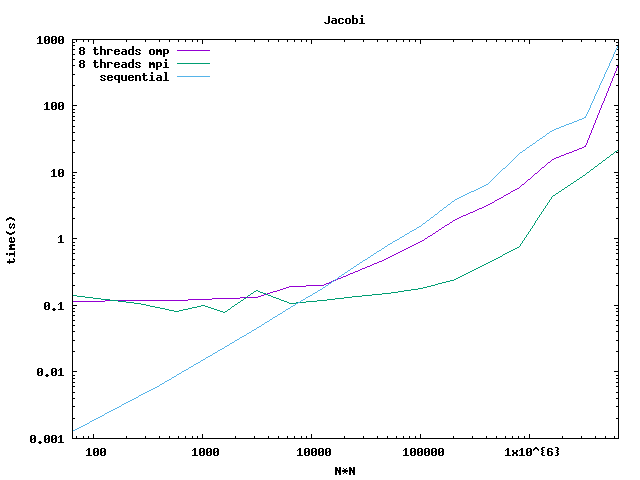 Jacobi
1000
100
10
1
0.1
0.01
0.001
8 threads omp
8 threads mpi
sequential
time(s)
100
1000
10000
100000
1x10^{6}
N*N